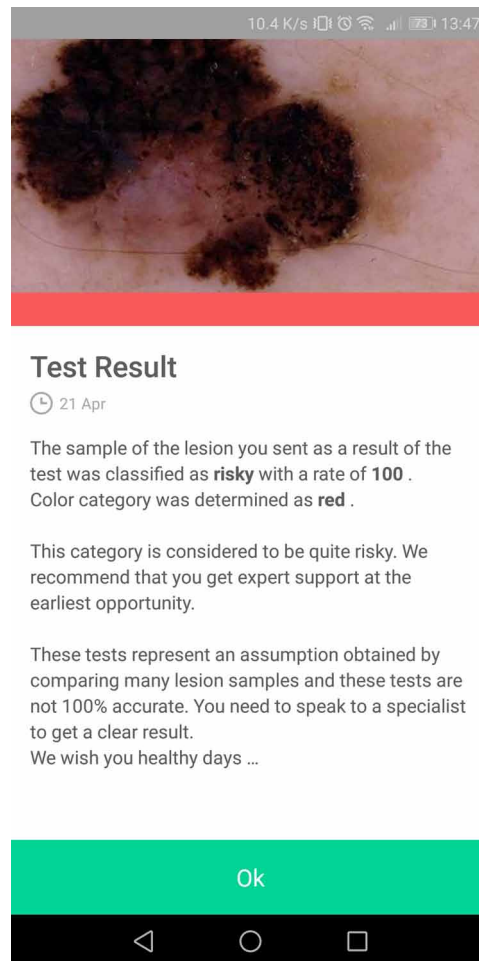 10.4 K/s 73 13:47
Test Result
21 Apr
The sample of the lesion you sent as a result of the
test was classified as risky with a rate of 100 .
Color category was determined as red .
This category is considered to be quite risky. We
recommend that you get expert support at the
earliest opportunity.
These tests represent an assumption obtained by
comparing many lesion samples and these tests are
not 100% accurate. You need to speak to a specialist
to get a clear result.
We wish you healthy days ...
Ok